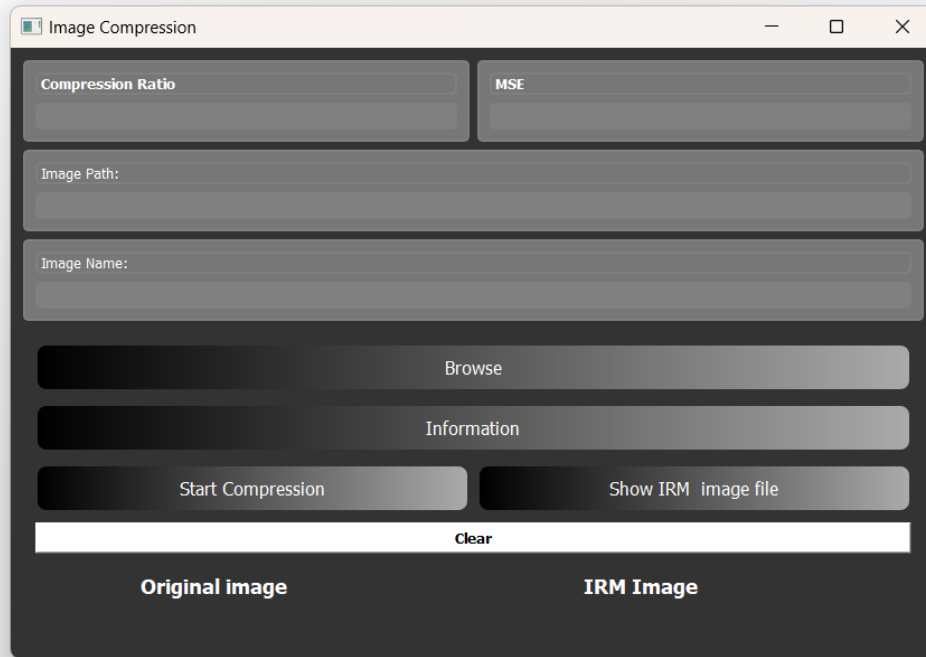 Image Compression
Compression Ratio
MSE
Image Path:
Image Name:
Browse
Information
Start Compression
Show IRM  image file
Clear
Original image
IRM Image